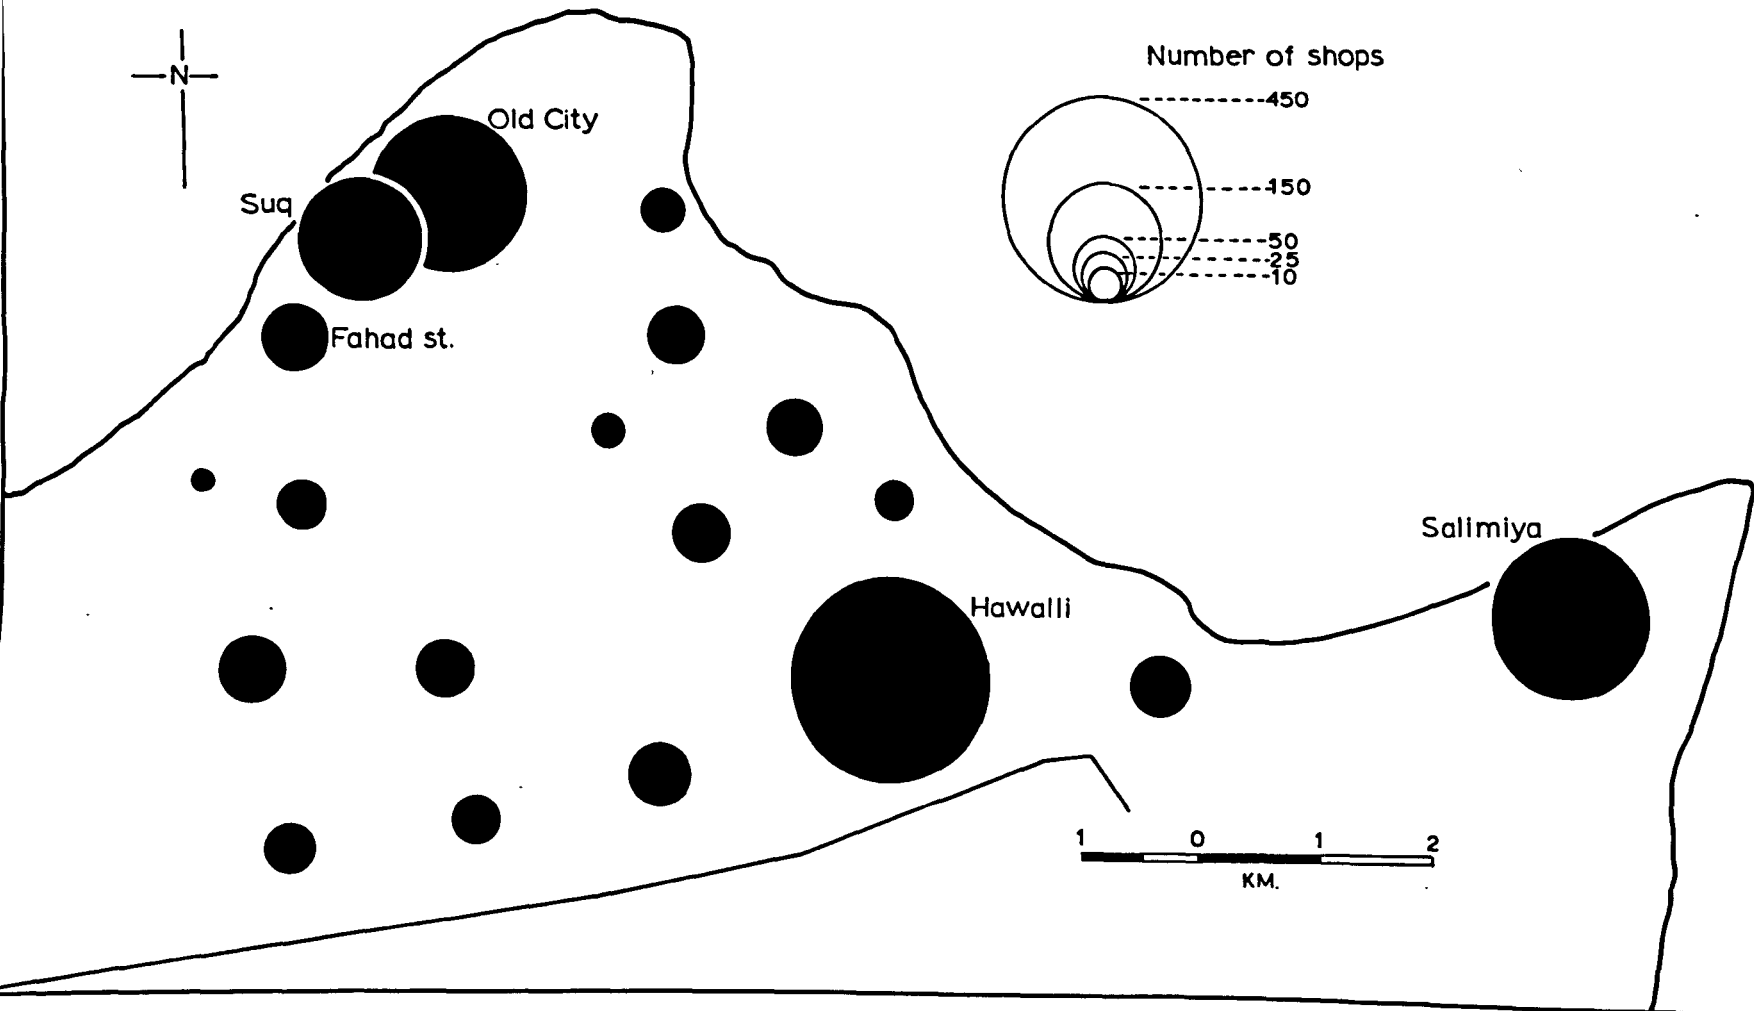 Number of shops
N
450
Old City
150
Suq
50
25
10
Fahad st.
Salimiya
Hawalli
1 0 1 2
KM.